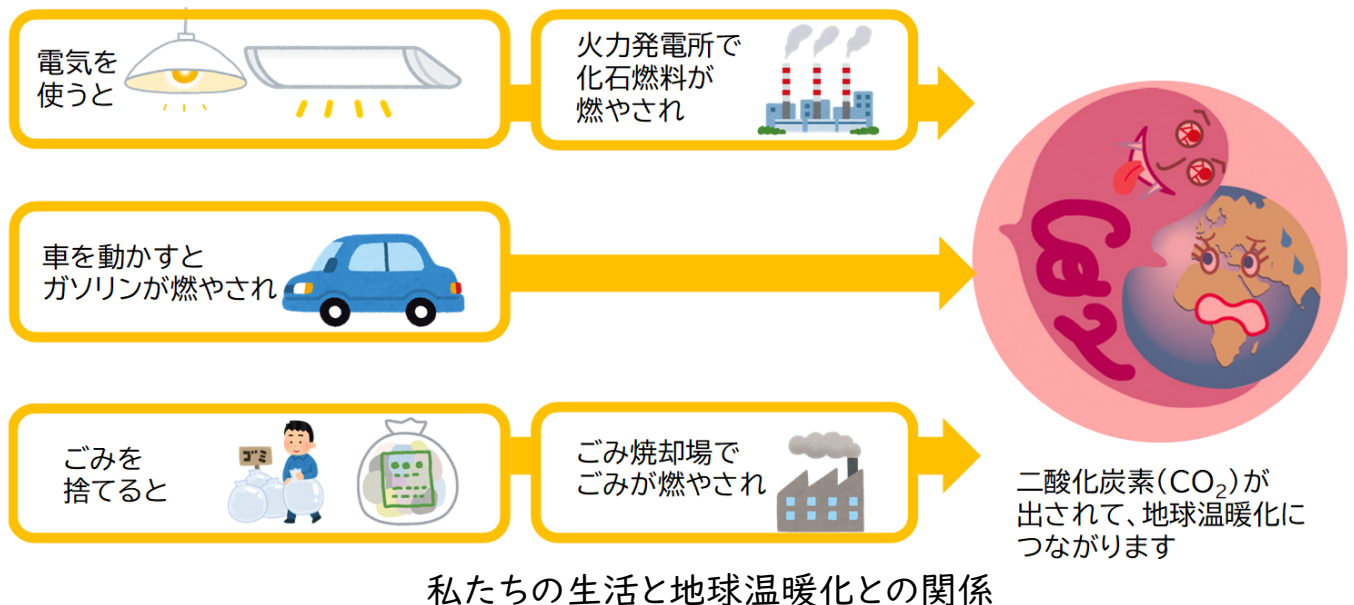 電気を
使うと
火力発電所で
化石燃料が
燃やされ
車を動かすと
ガソリンが燃やされ
ごみを
捨てると
ゴミ
ごみ焼却場で
ごみが燃やされ
CO2
二酸化炭素(CO₂)が
出されて、地球温暖化に
つながります
私たちの生活と地球温暖化との関係